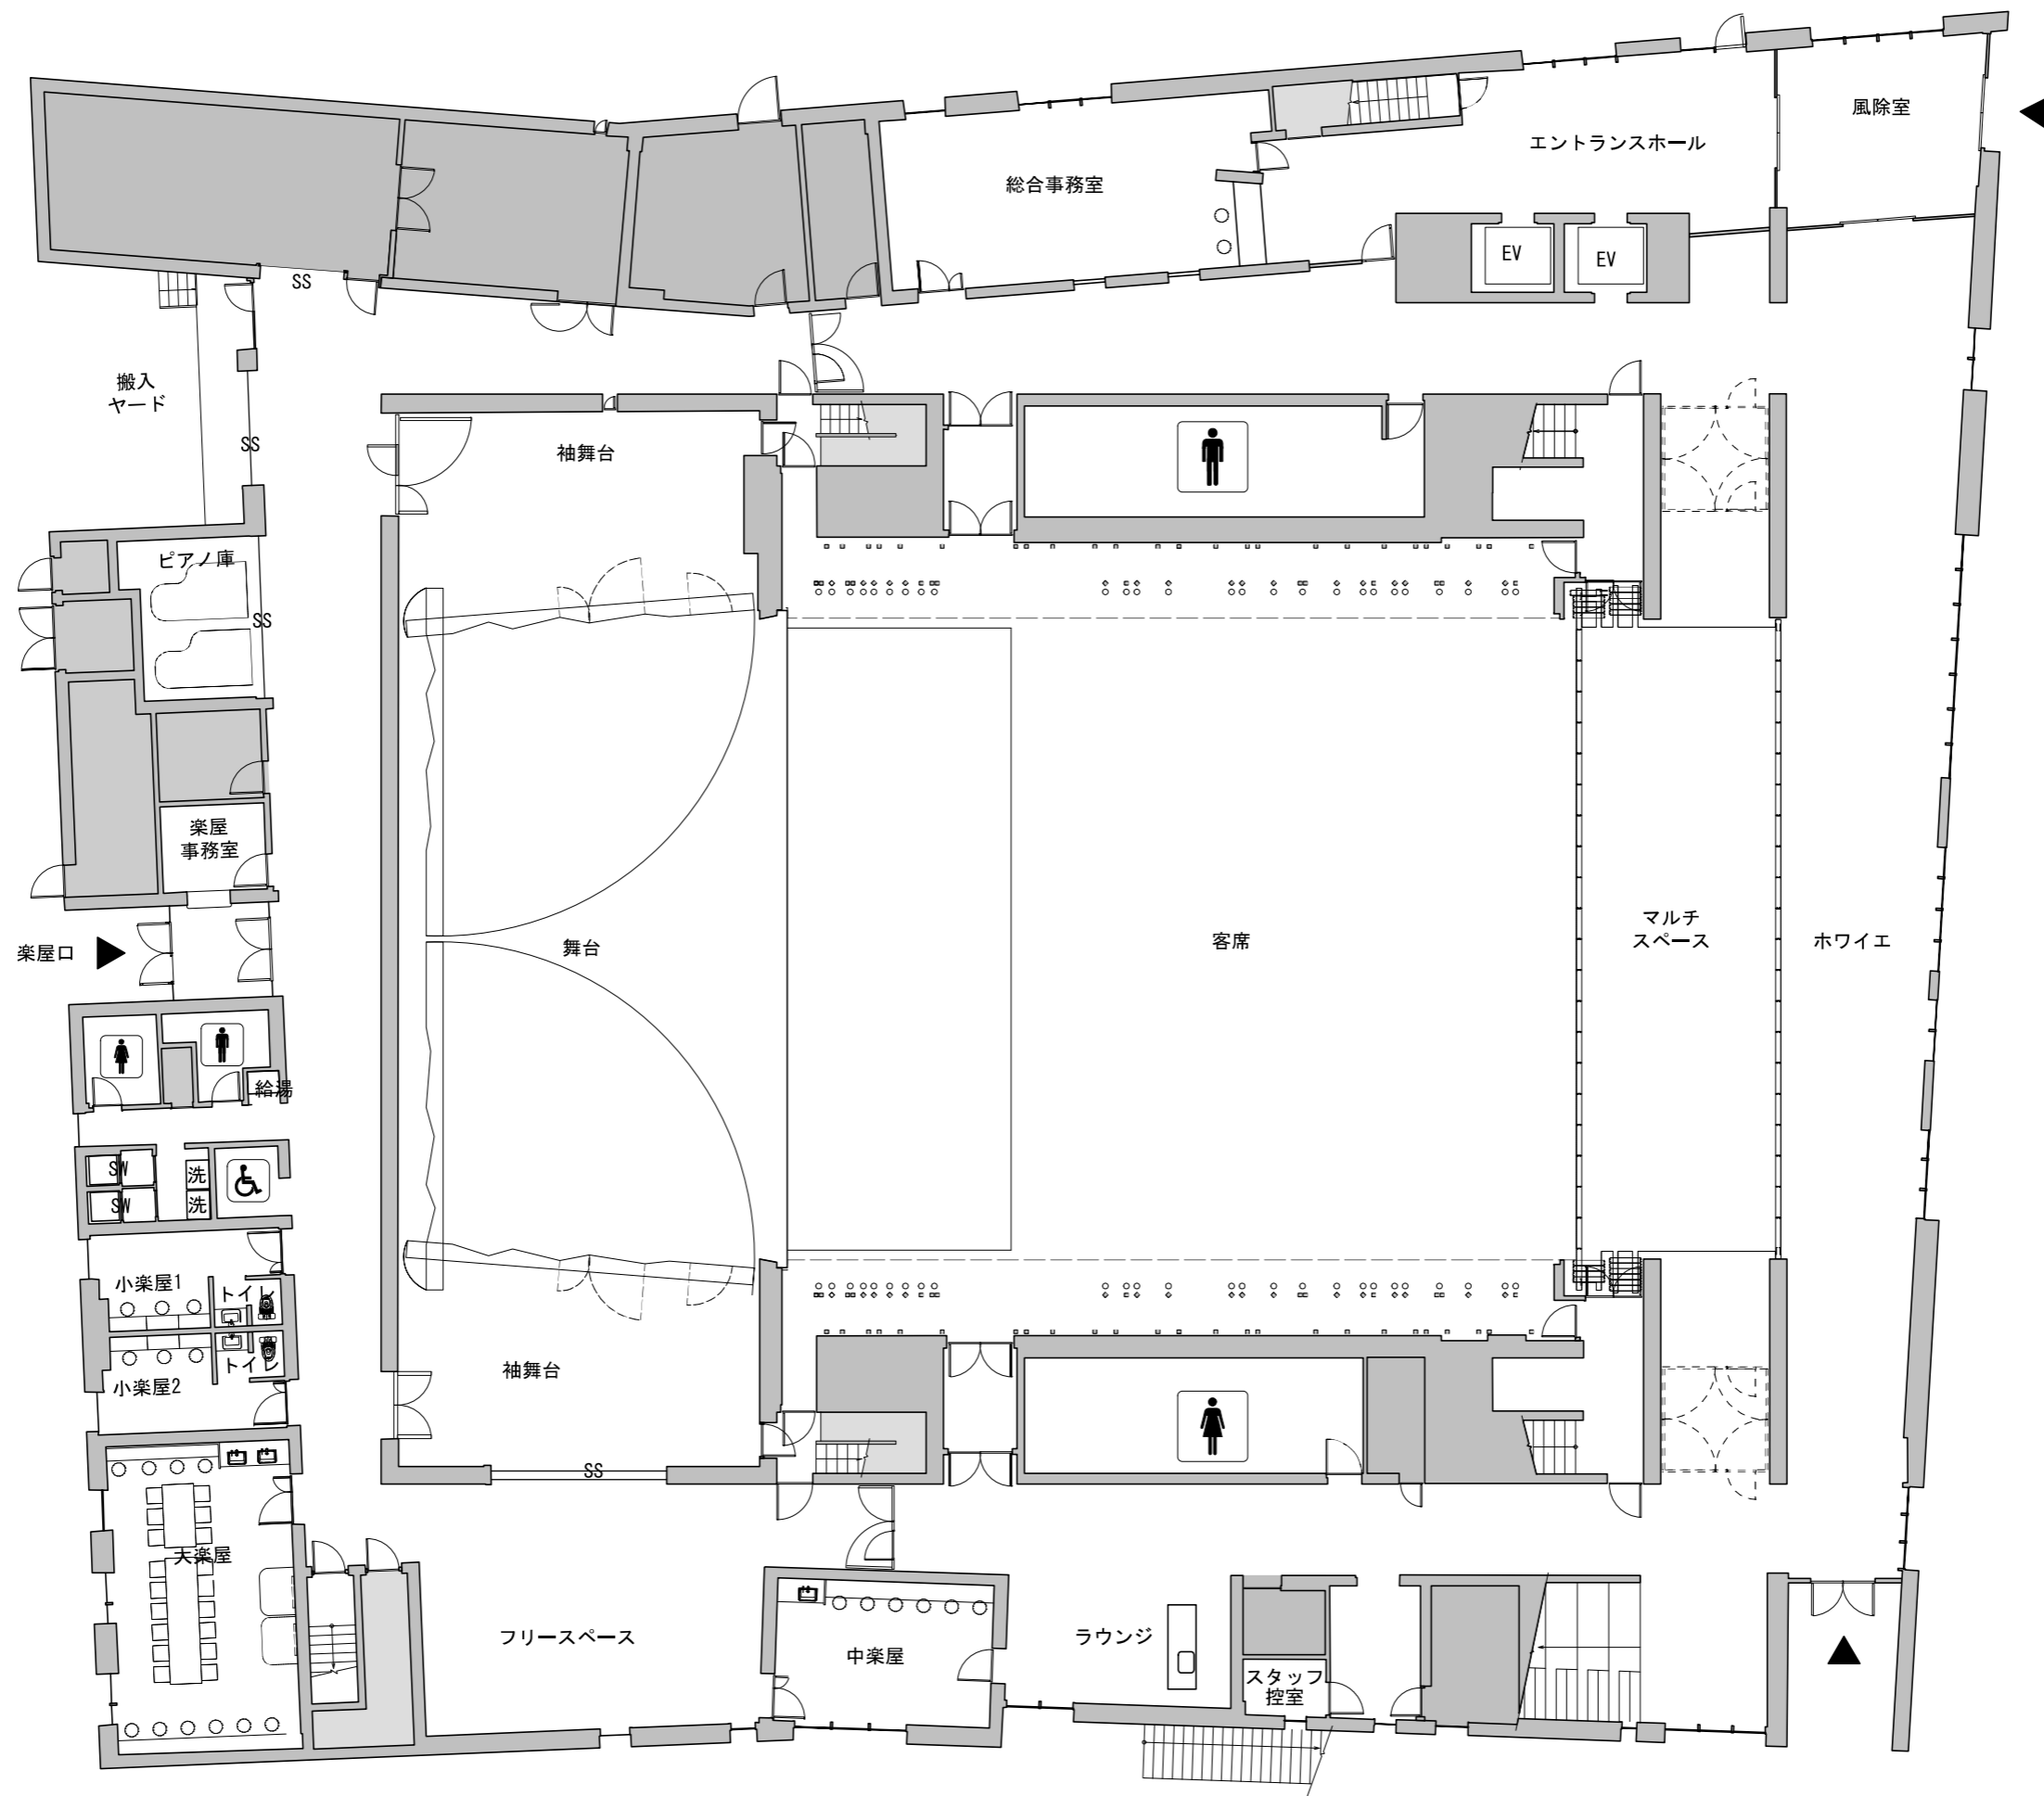 風除室
エントランスホール
総合事務室
EV
EV
SS
搬入
ヤード
SS
袖舞台
ピアノ庫
SS
楽屋
事務室
楽屋口
舞台
客席
マルチ
スペース
ホワイエ
給湯
SW
洗
SW
洗
小楽屋1
トイレ
トイレ
小楽屋2
袖舞台
SS
大楽屋
フリースペース
中楽屋
ラウンジ
スタッフ
控室